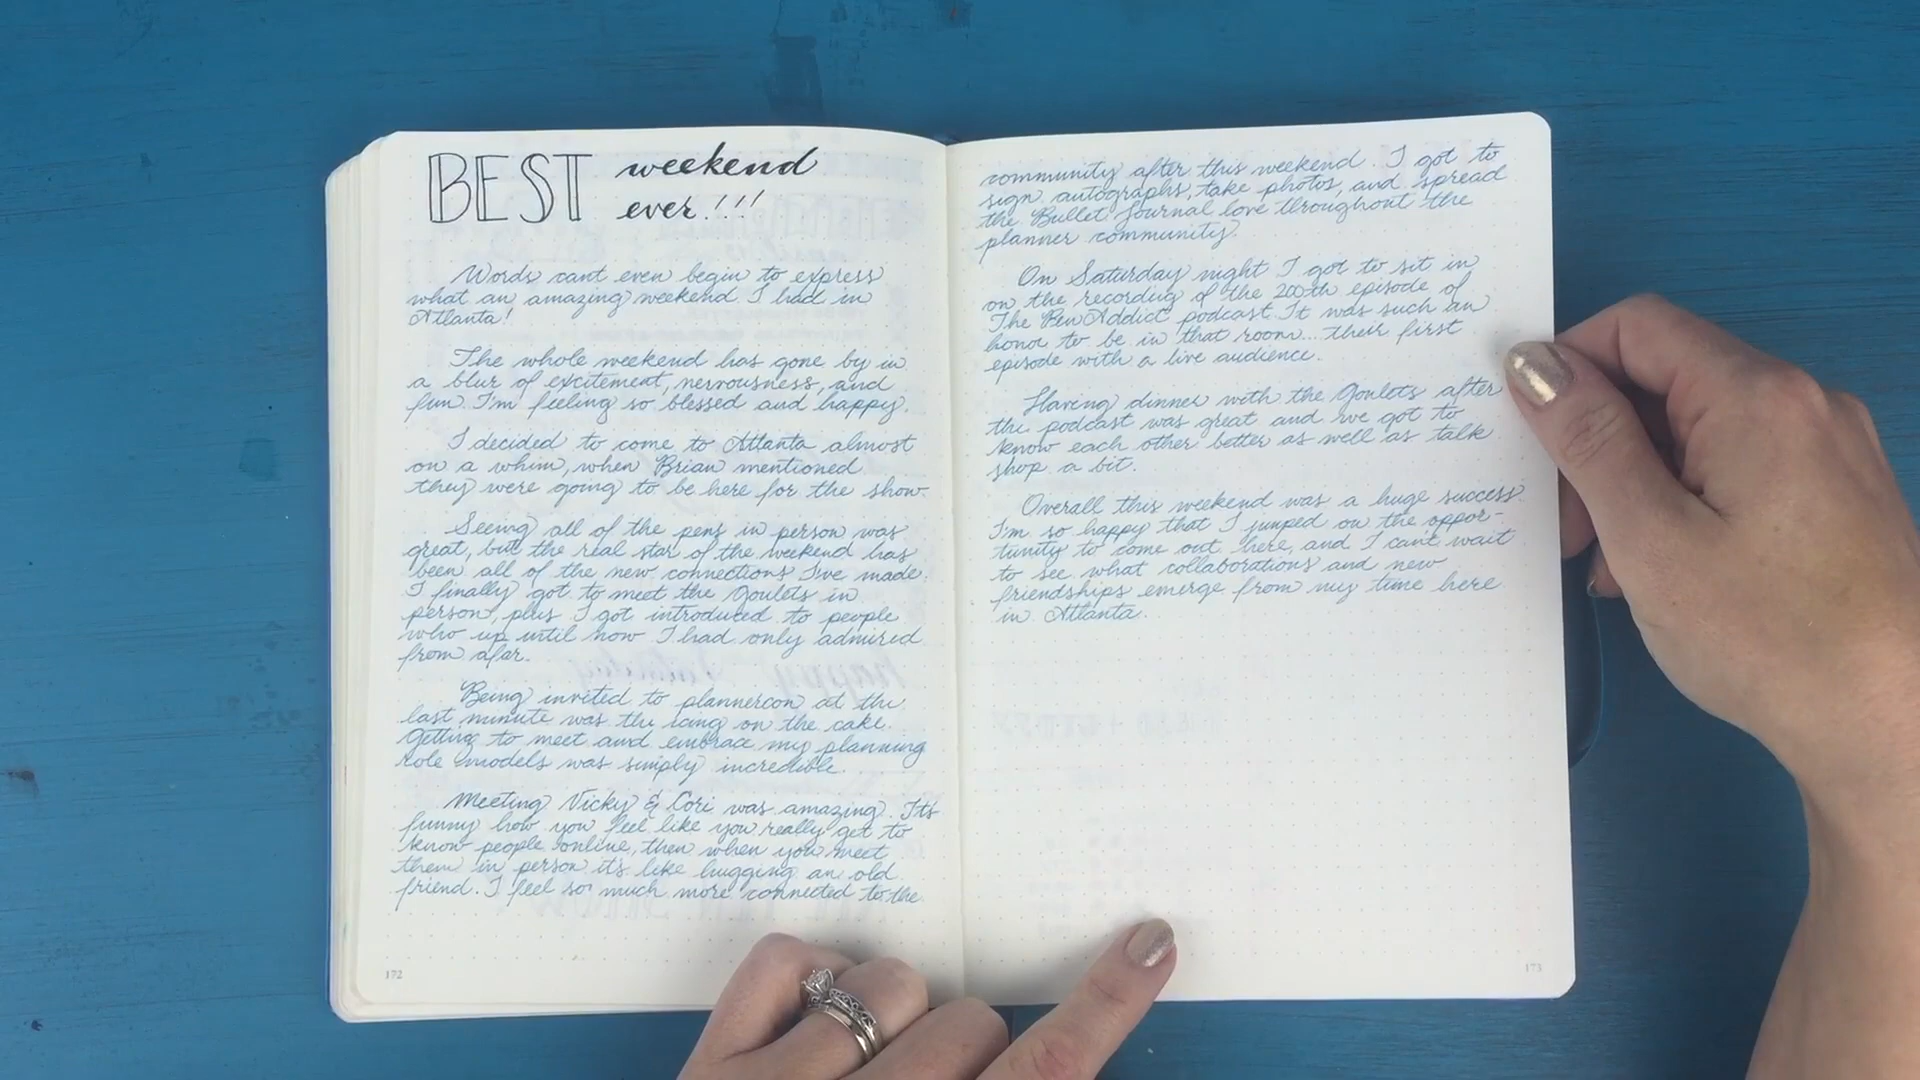 BEST weekend
ever!!!
Words cant even begin to express
what an amazing weekend I had in
Atlanta!
The whole weekend has gone by in
a blur of excitement, nervousness, and
fun. I'm feeling so blessed and happy.
I decided to come to Atlanta almost
on a whim, when Brian mentioned
they were going to be here for the show.
Seeing all of the pens in person was
great, but the real star of the weekend has
been all of the new connections I've made.
I finally got to meet the Goulets in
person, plus I got introduced to people
who up until now I had only admired
from afar.
Being invited to plannercon at the
last minute was the icing on the cake.
Getting to meet and embrace my planning
role models was simply incredible.
Meeting Vicky & Cori was amazing. It's
funny how you feel like you really get to
know people online, then when you meet
them in person it's like hugging an old
friend. I feel so much more connected to the
172
community after this weekend. I got to
sign autographs, take photos, and spread
the Bullet Journal love throughout the
planner community.
On Saturday night I got to sit in
on the recording of the 200th episode of
The Pen Addict podcast. It was such an
honor to be in that room... their first
episode with a live audience.
Having dinner with the Goulets after
the podcast was great and we got to
know each other better as well as talk
shop a bit.
Overall this weekend was a huge success
I'm so happy that I jumped on the oppor-
tunity to come out here, and I can't wait
to see what collaborations and new
friendships emerge from my time here
in Atlanta.
173